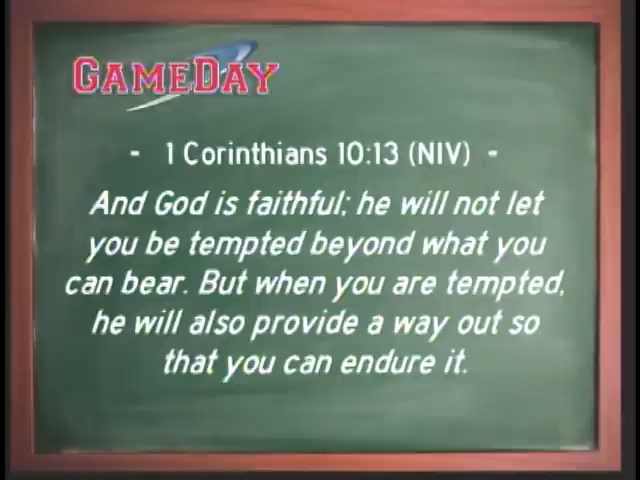 GAMEDAY
- 1 Corinthians 10:13 (NIV) -
And God is faithful; he will not let
you be tempted beyond what you
can bear. But when you are tempted,
he will also provide a way out so
that you can endure it.